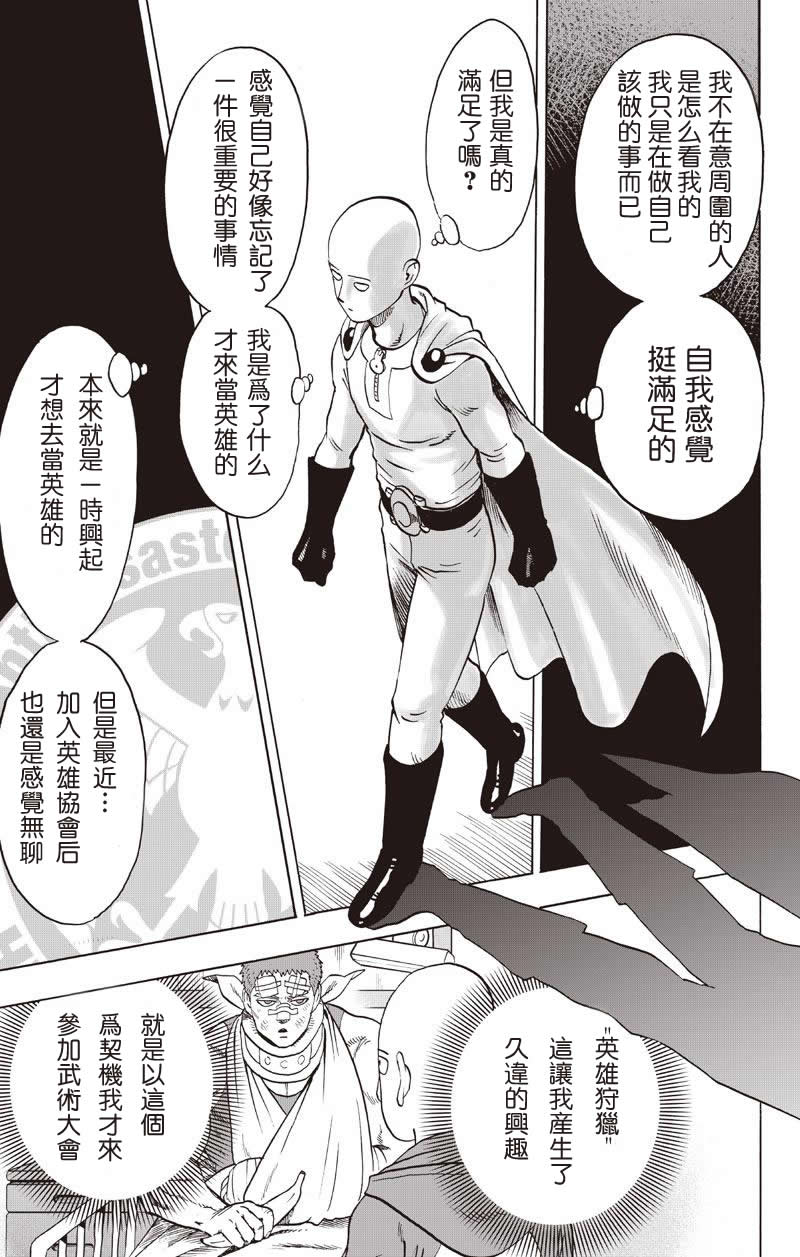 我不在意周圍的人
是怎么看我的
我只是在做自己
該做的事而已
自我感覺
挺滿足的
但我是真的
滿足了嗎?
感覺自己好像忘記了
一件很重要的事情
我是爲了什么
才來當英雄的
本來就是一時興起
才想去當英雄的
但是最近…
加入英雄協會后
也還是感覺無聊
"英雄狩獵"
這讓我産生了
久違的興趣
就是以這個
爲契機我才來
參加武術大會